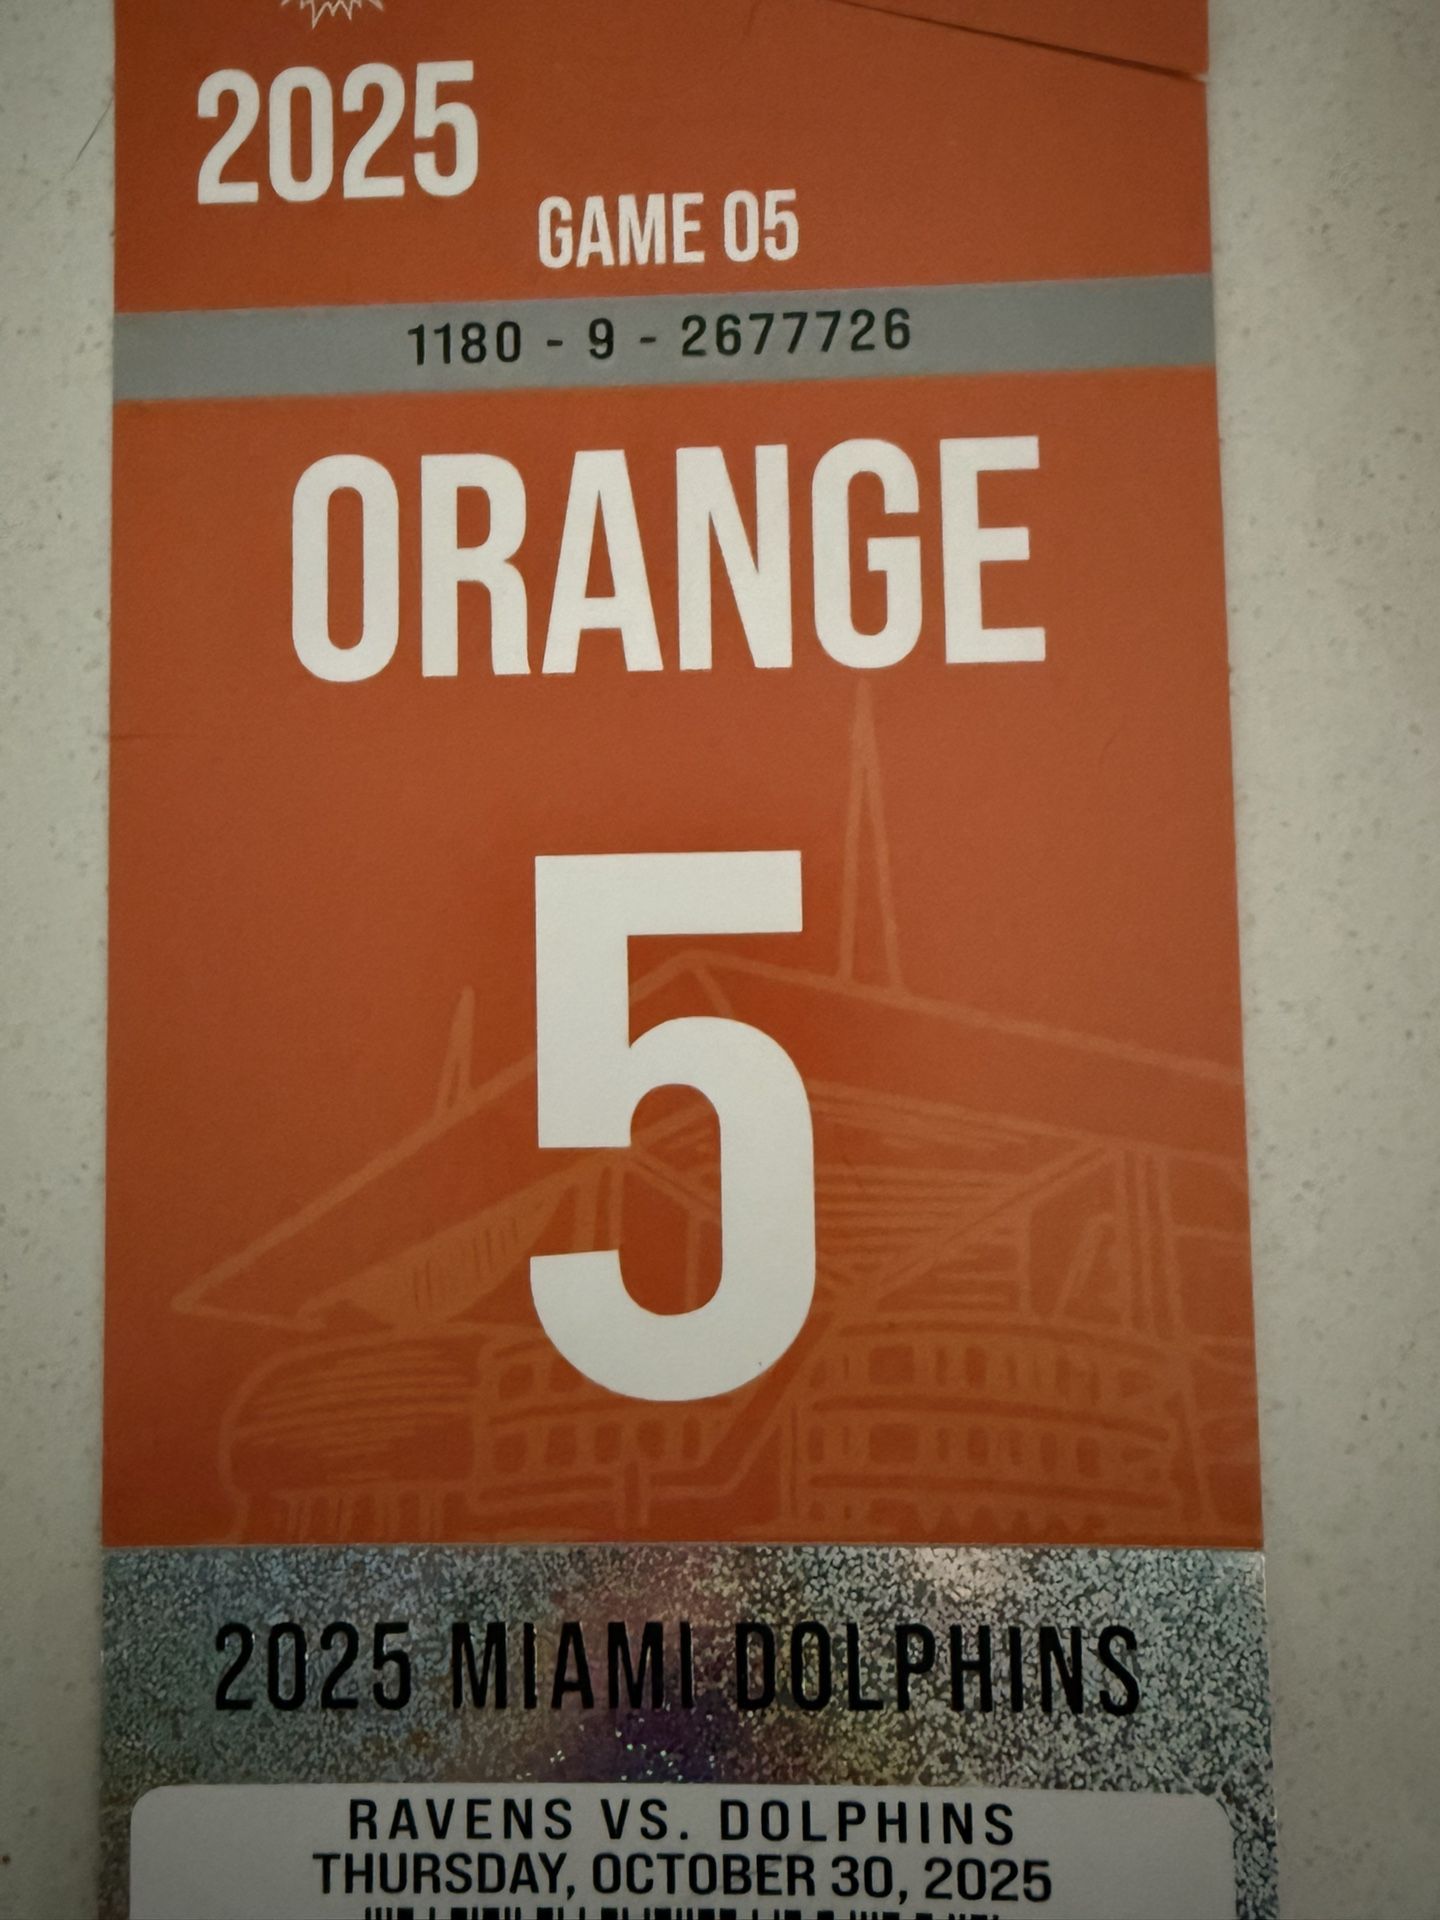 2025
GAME 05
1180 - 9 - 2677726
ORANGE
5
2025 MIAMI DOLPHINS
RAVENS VS. DOLPHINS
THURSDAY, OCTOBER 30, 2025